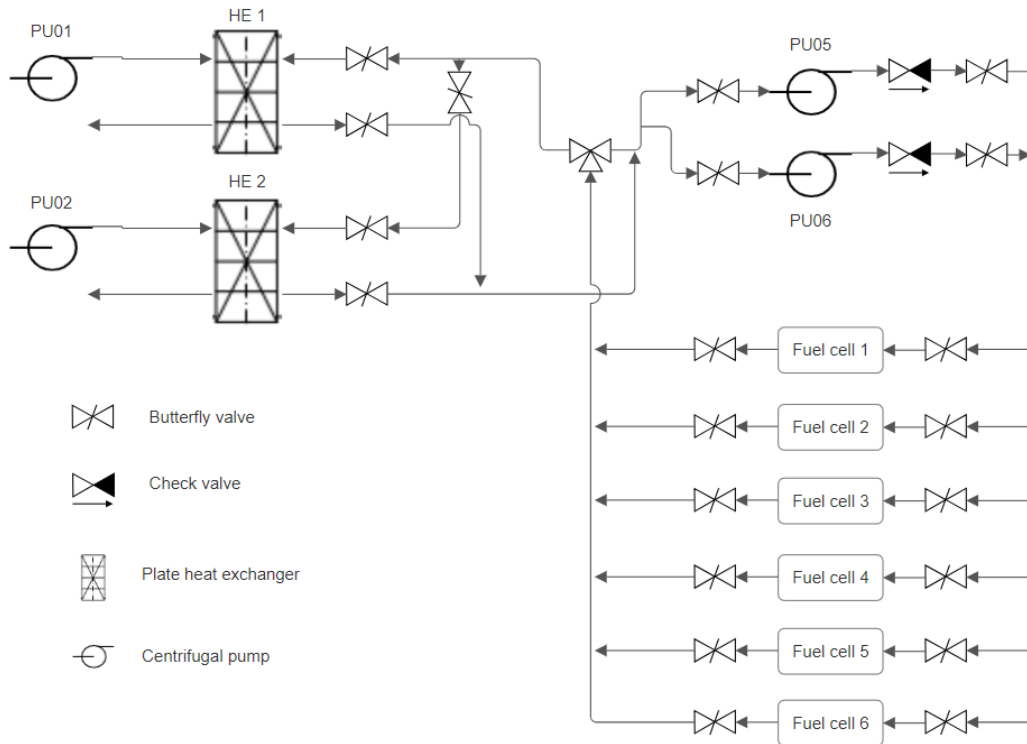 HE 1
PU01
PU05
HE 2
PU02
PU06
Fuel cell 1
Butterfly valve
Fuel cell 2
Check valve
Fuel cell 3
Plate heat exchanger
Fuel cell 4
Centrifugal pump
Fuel cell 5
Fuel cell 6